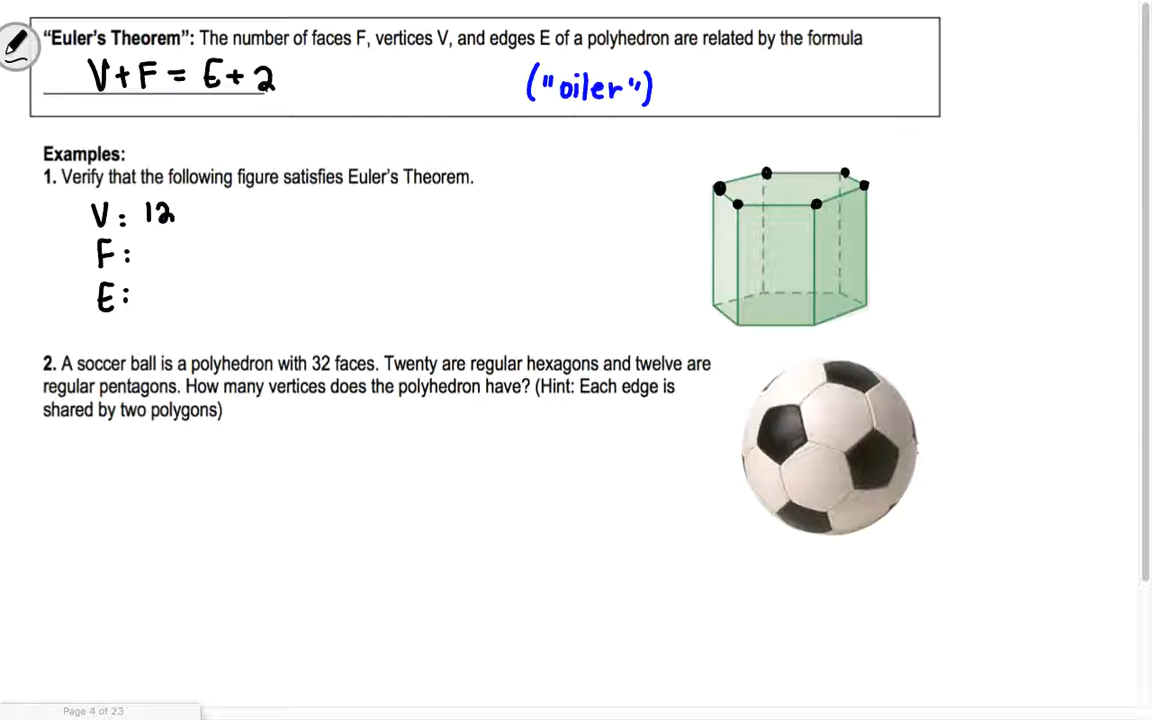 “Euler’s Theorem”: The number of faces F, vertices V, and edges E of a polyhedron are related by the formula
V+F = E+2
("oiler")
Examples:
1. Verify that the following figure satisfies Euler’s Theorem.
V: 12
F:
E:
2. A soccer ball is a polyhedron with 32 faces. Twenty are regular hexagons and twelve are
regular pentagons. How many vertices does the polyhedron have? (Hint: Each edge is
shared by two polygons)
Page 4 of 23